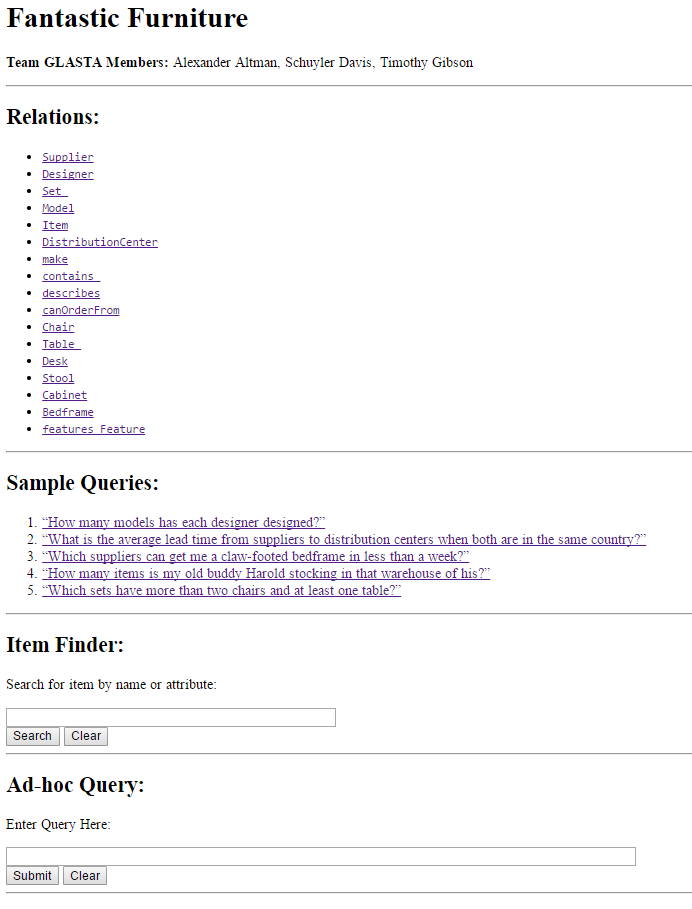 Fantastic Furniture
Team GLASTA Members: Alexander Altman, Schuyler Davis, Timothy Gibson
Relations:
Supplier
Designer
Set_
Model
Item
DistributionCenter
make
contains_
describes
canOrderFrom
Chair
Table_
Desk
Stool
Cabinet
Bedframe
features_Feature
Sample Queries:
1. “How many models has each designer designed?”
2. “What is the average lead time from suppliers to distribution centers when both are in the same country?”
3. “Which suppliers can get me a claw-footed bedframe in less than a week?”
4. “How many items is my old buddy Harold stocking in that warehouse of his?”
5. “Which sets have more than two chairs and at least one table?”
Item Finder:
Search for item by name or attribute:
Search Clear
Ad-hoc Query:
Enter Query Here:
Submit Clear